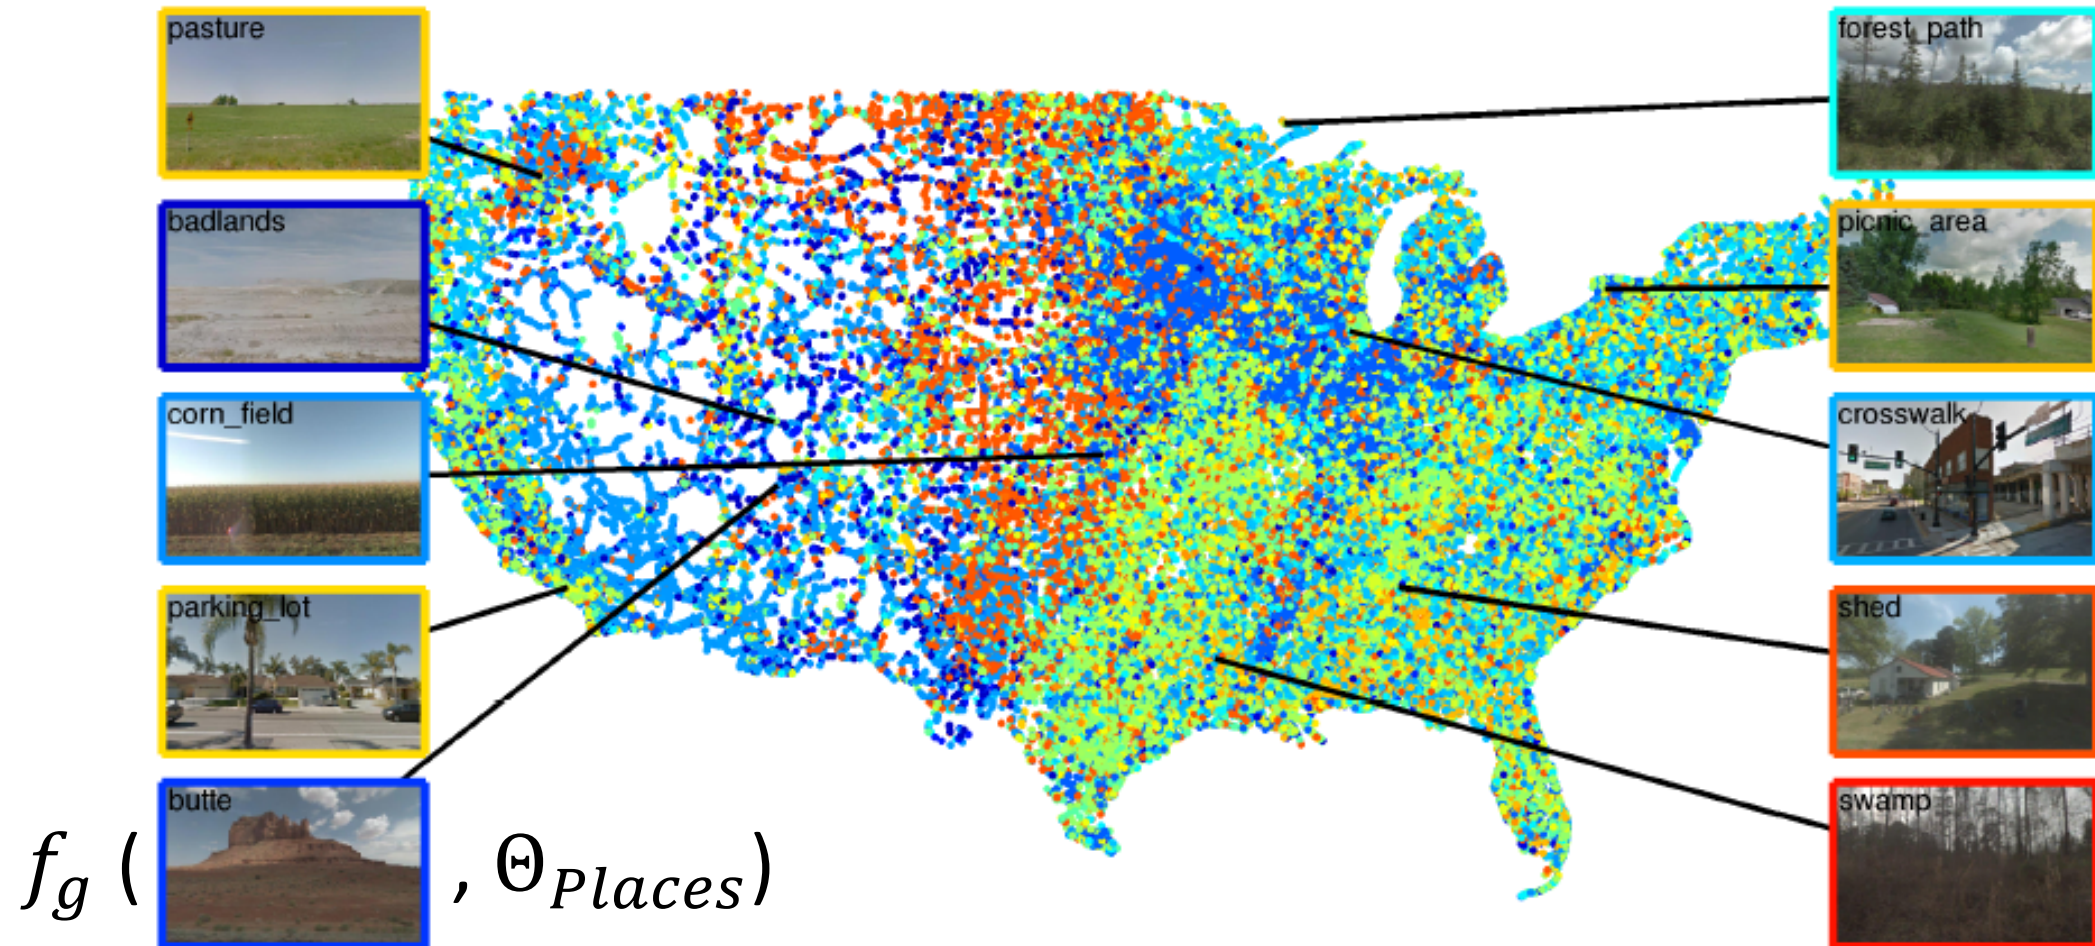 pasture
badlands
corn_field
parking_lot
butte
f_g ( , Θ_Places)
forest_path
picnic_area
crosswalk
shed
swamp